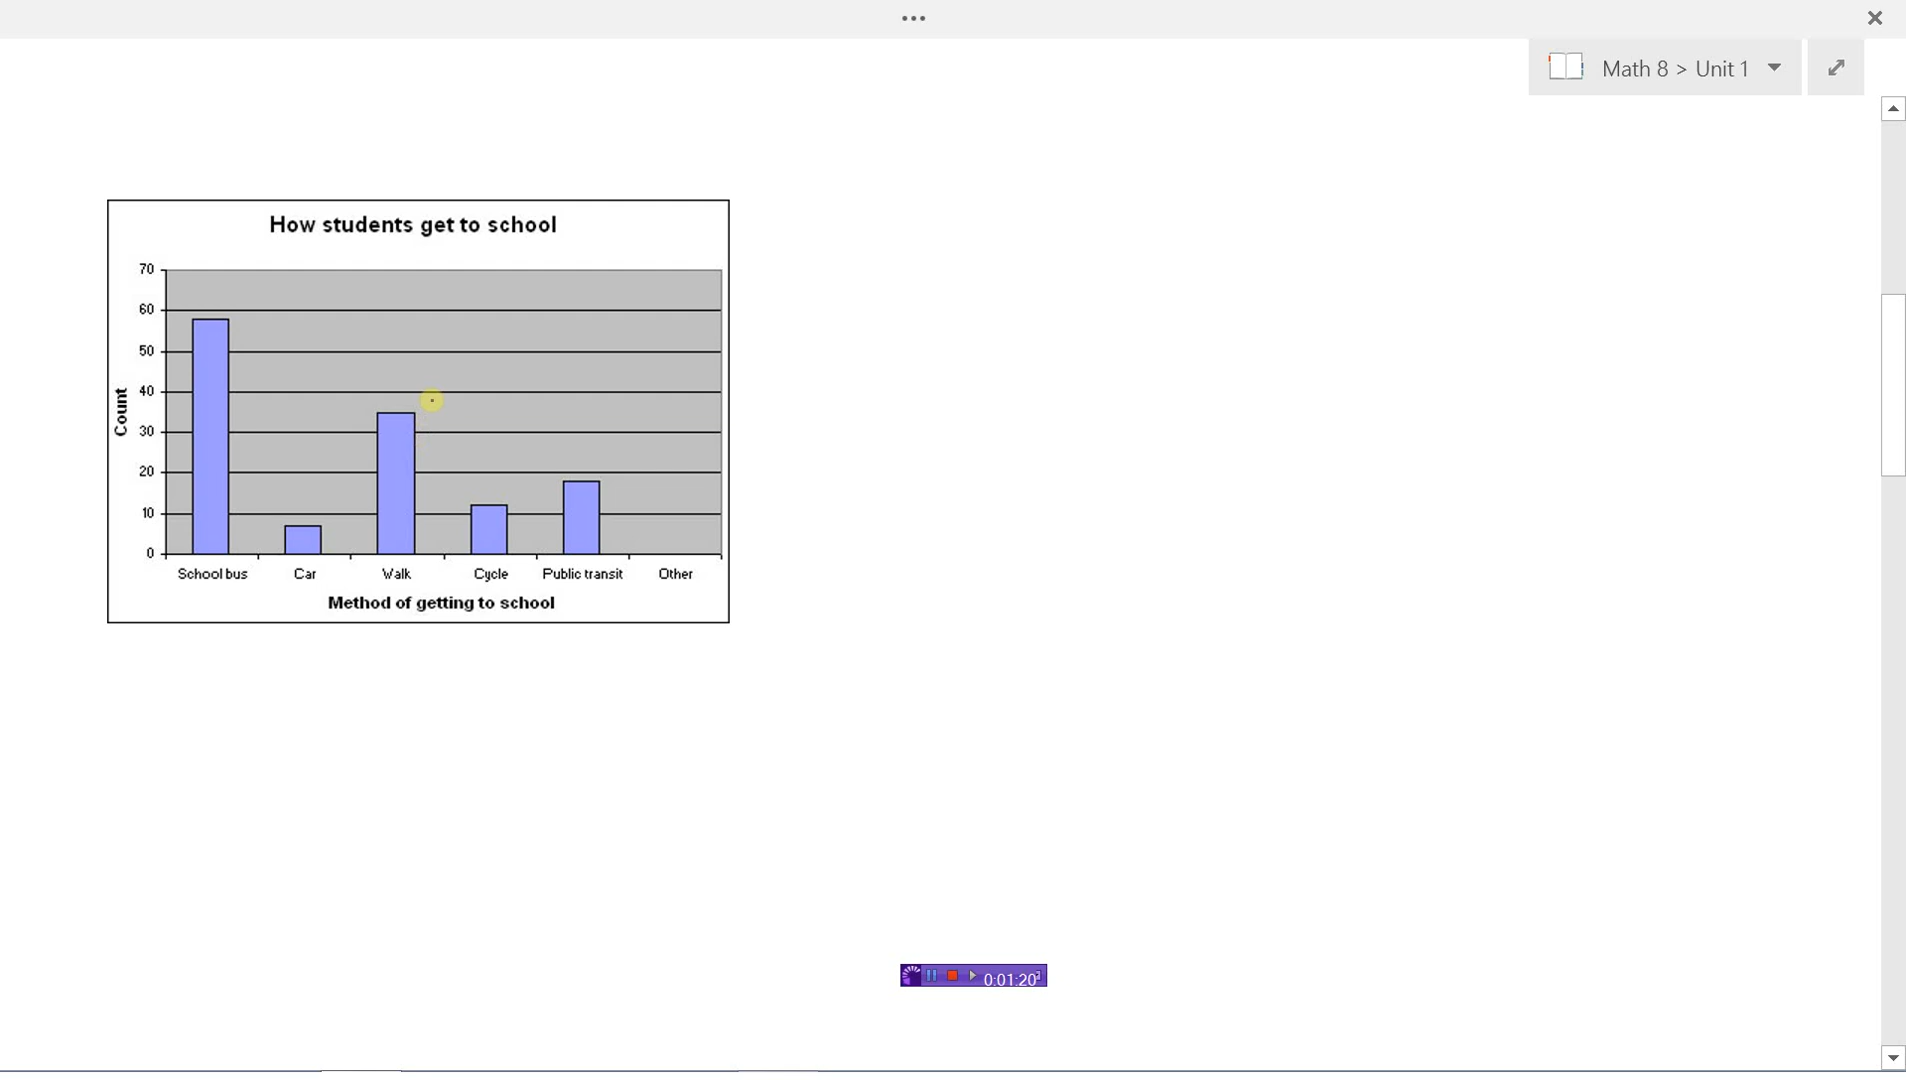 Math 8 > Unit 1
How students get to school
70
60
50
40
30
20
10
0
Count
School bus Car Walk Cycle Public transit Other
Method of getting to school
0:01:20